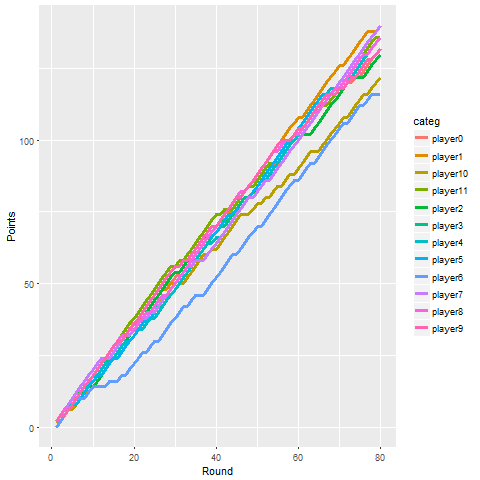 categ
player0
player1
player10
player11
player2
player3
player4
player5
player6
player7
player8
player9
Points
100
50
0
0
20
40
60
80
Round